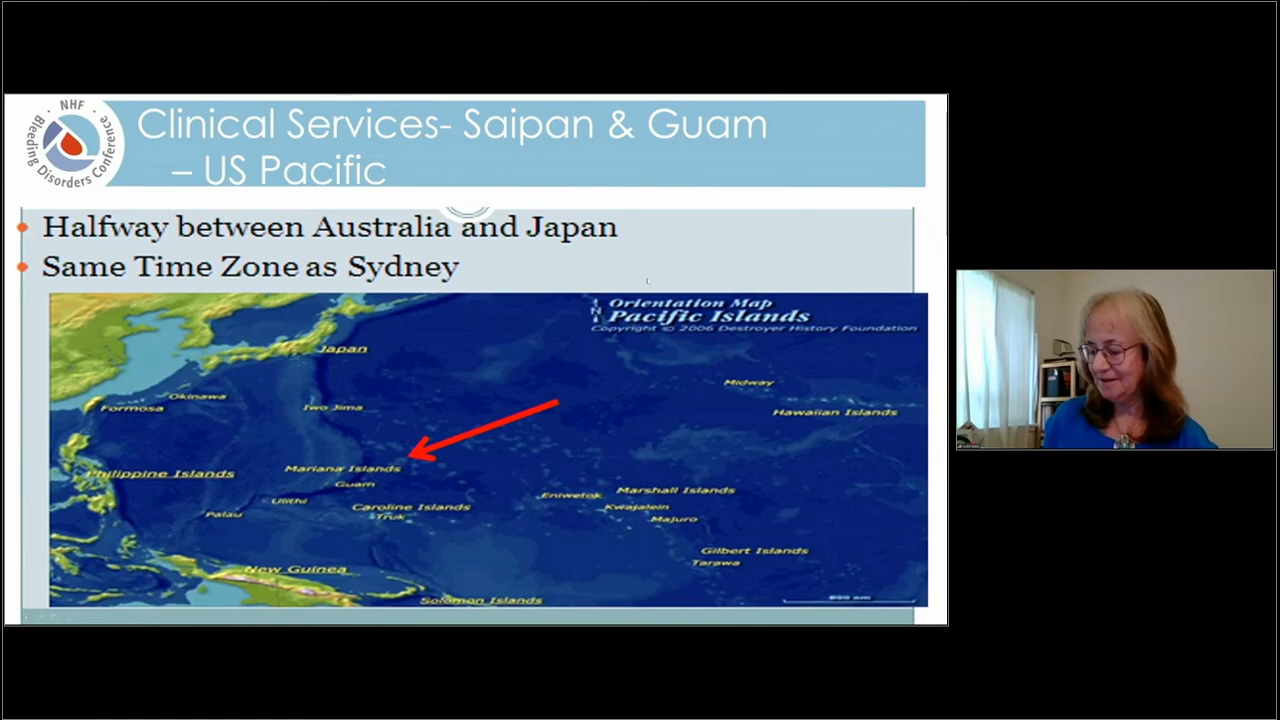 NHF
Bleeding Disorders Conference
Clinical Services- Saipan & Guam
– US Pacific
Halfway between Australia and Japan
Same Time Zone as Sydney
N
Orientation Map
Pacific Islands
Copyright © 2006 Destroyer History Foundation
Japan
Midway
Okinawa
Formosa
Iwo Jima
Hawaiian Islands
Mariana Islands
Philippine Islands
Guam
Marshall Islands
Eniwetok
Ulithi
Caroline Islands
Kwajalein
Palau
Truk
Majuro
Gilbert Islands
Tarawa
New Guinea
Solomon Islands